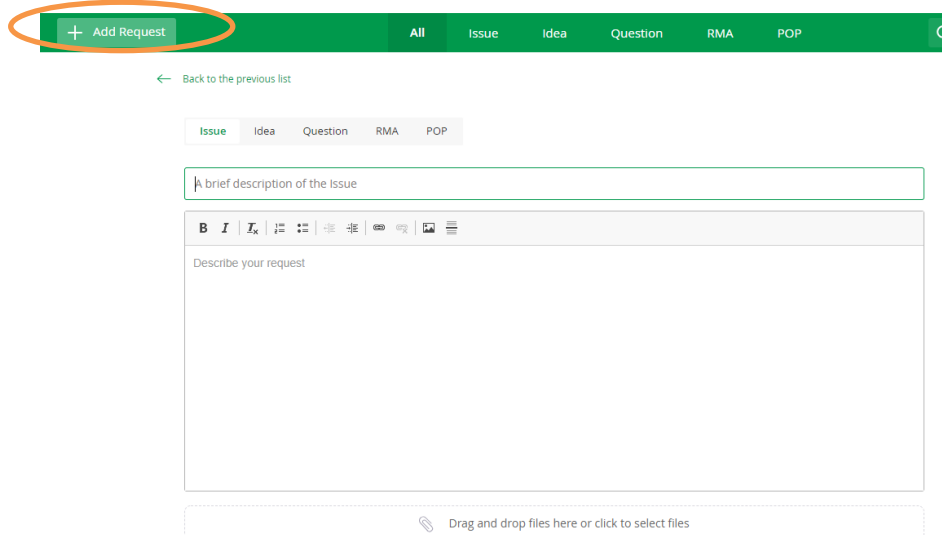 + Add Request All Issue Idea Question RMA POP
Back to the previous list
Issue Idea Question RMA POP
A brief description of the Issue
B I Tx
Describe your request
Drag and drop files here or click to select files